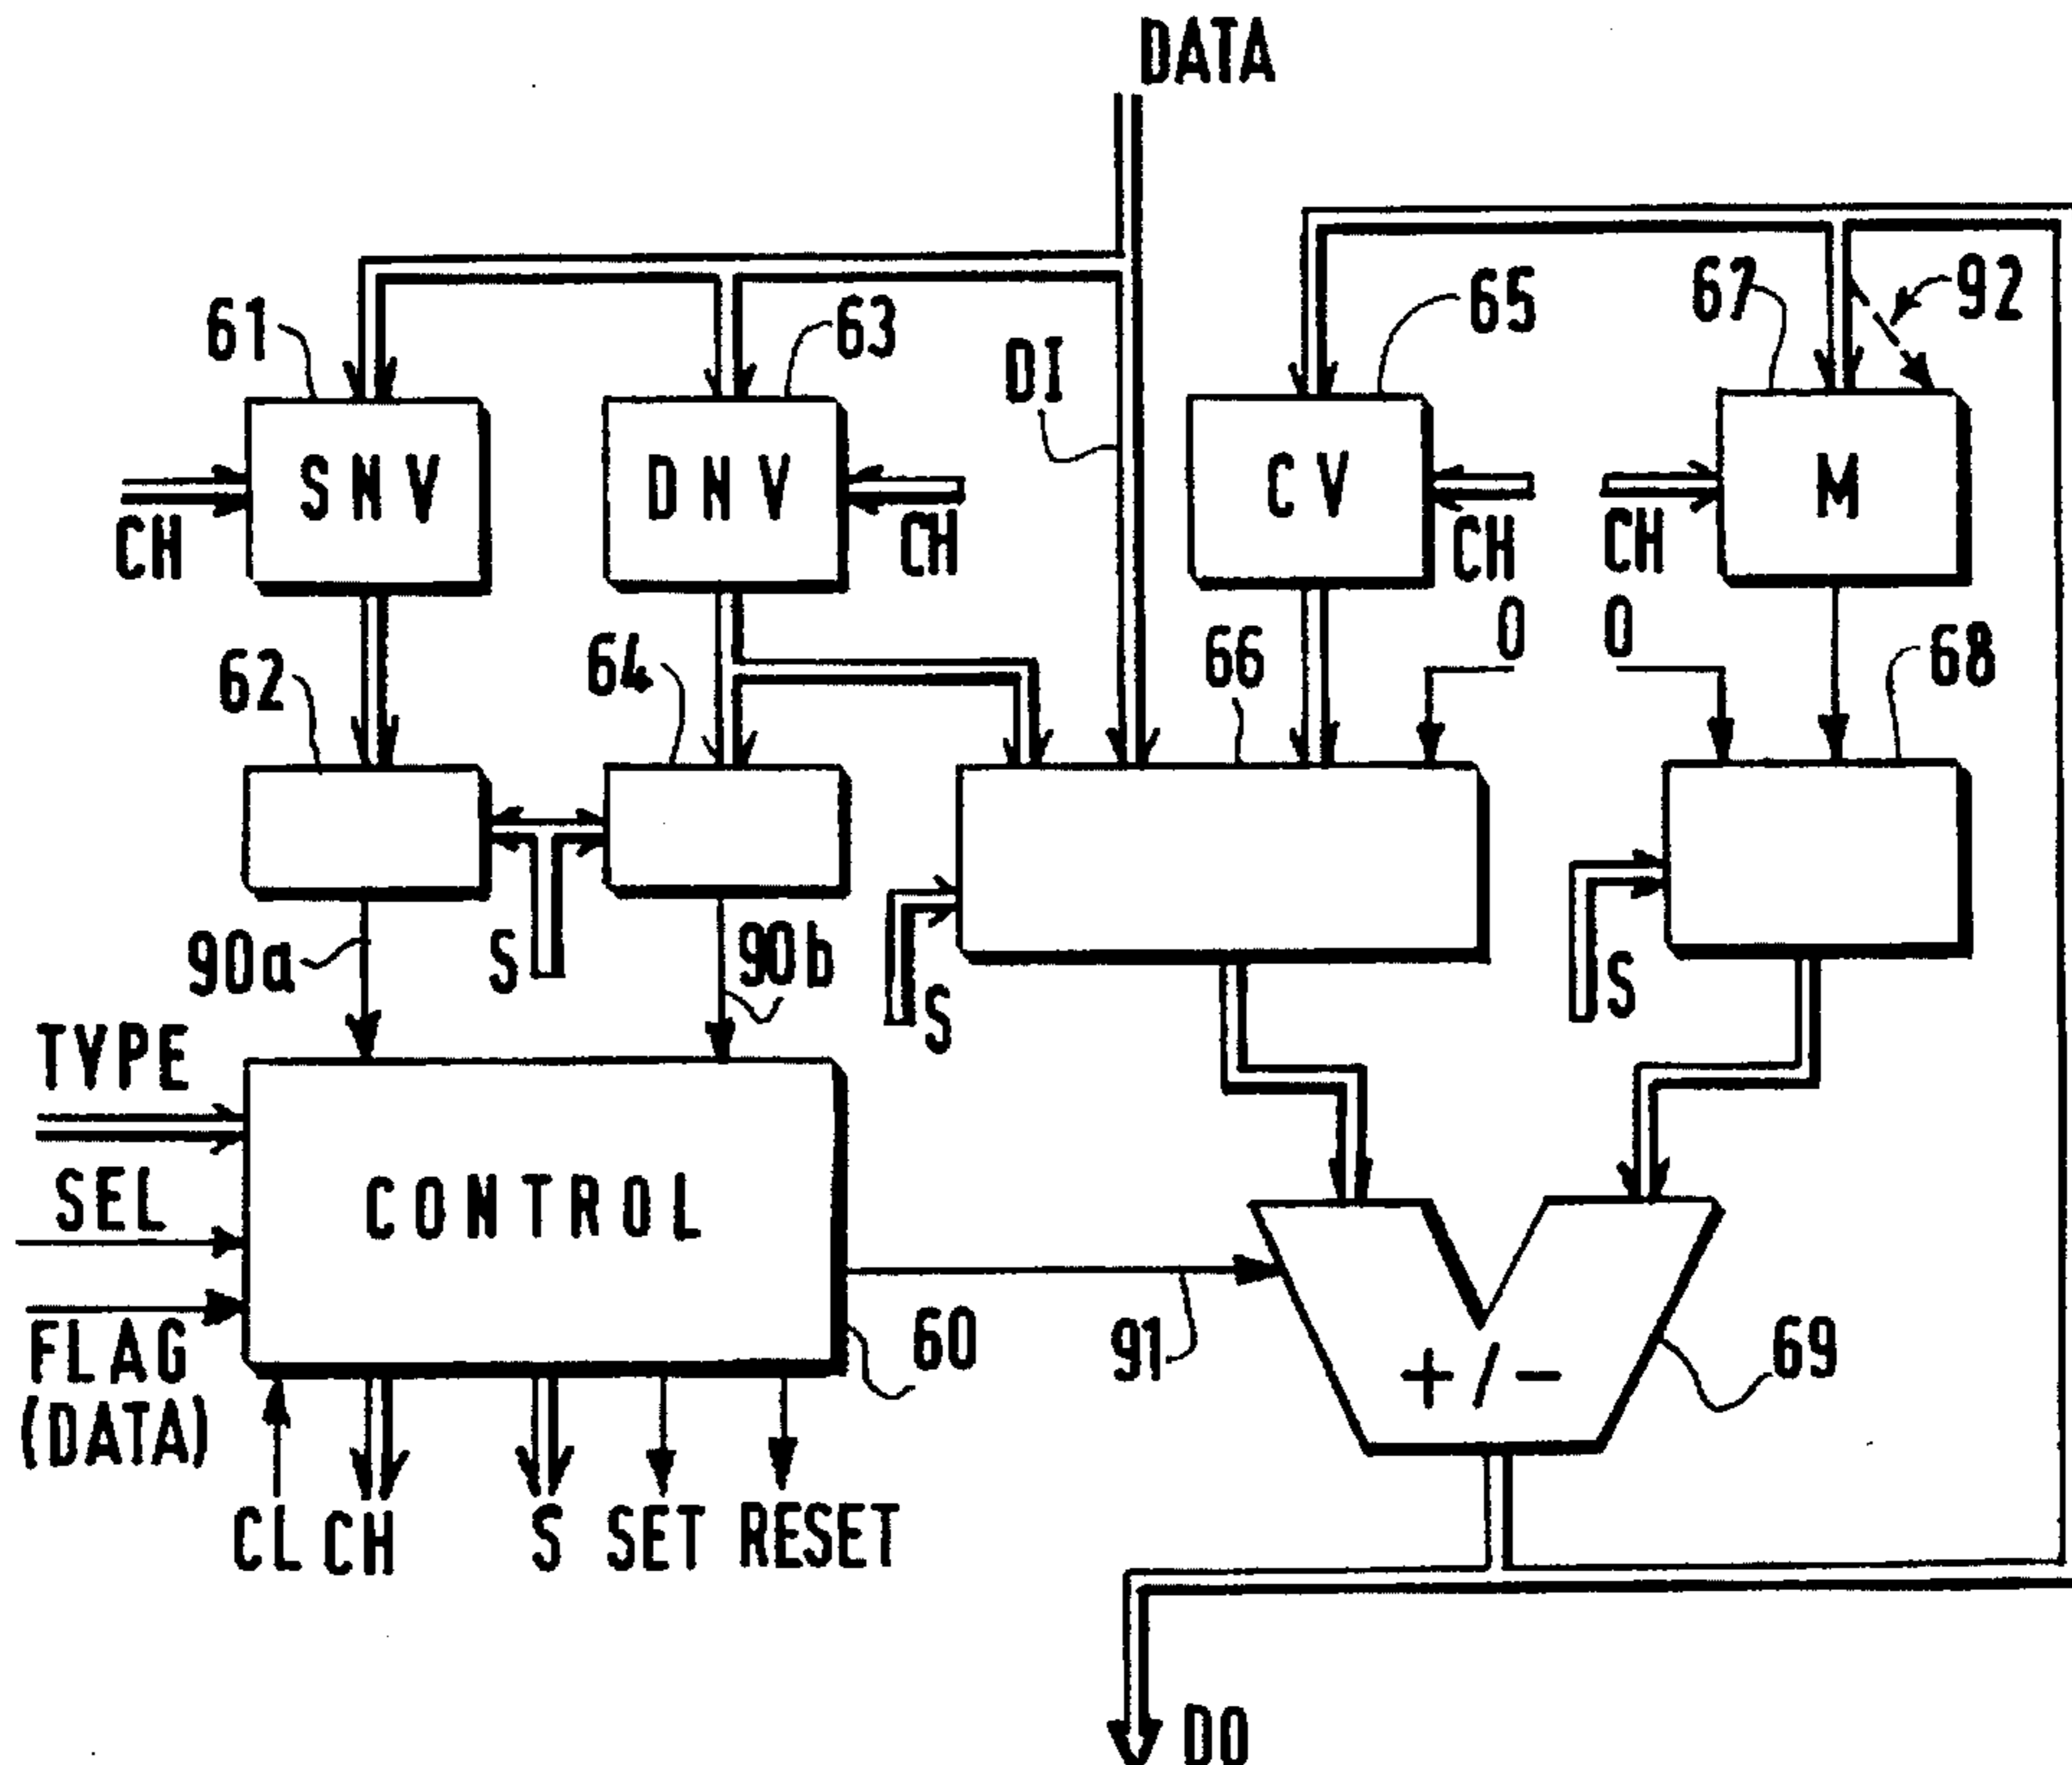 DATA
61
63
DI
65
67
92
SNV
DNV
CV
M
CH
CH
CH
CH
0
0
62
64
66
68
90a
S
90b
S
S
TYPE
SEL
CONTROL
FLAG
(DATA)
60
91
+/-
69
CL
CH
S
SET
RESET
DO